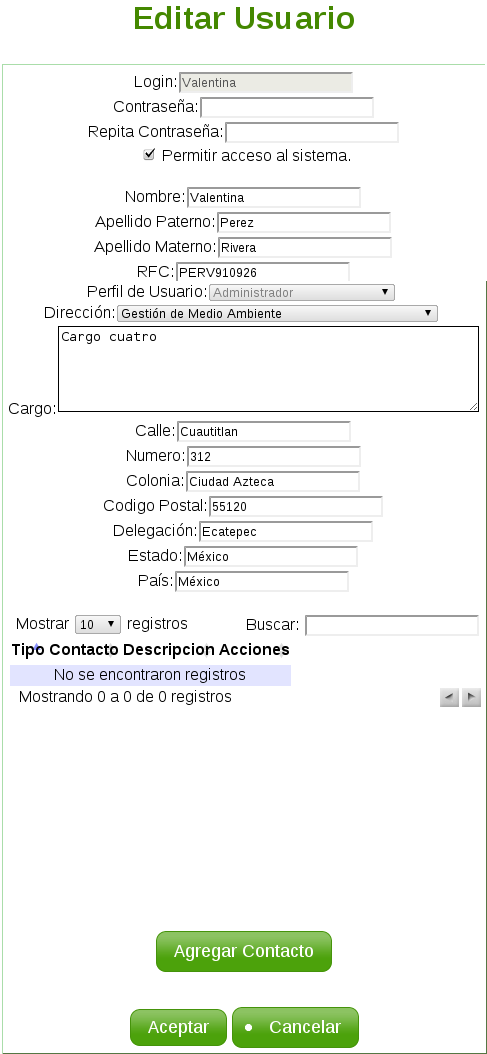 Editar Usuario
Login: Valentina
Contraseña:
Repita Contraseña:
Permitir acceso al sistema.
Nombre: Valentina
Apellido Paterno: Perez
Apellido Materno: Rivera
RFC: PERV910926
Perfil de Usuario: Administrador
Dirección: Gestión de Medio Ambiente
Cargo: Cargo cuatro
Calle: Cuautitlan
Numero: 312
Colonia: Ciudad Azteca
Codigo Postal: 55120
Delegación: Ecatepec
Estado: México
País: México
Mostrar 10 registros Buscar:
Tipo Contacto Descripcion Acciones
No se encontraron registros
Mostrando 0 a 0 de 0 registros
Agregar Contacto
Aceptar Cancelar